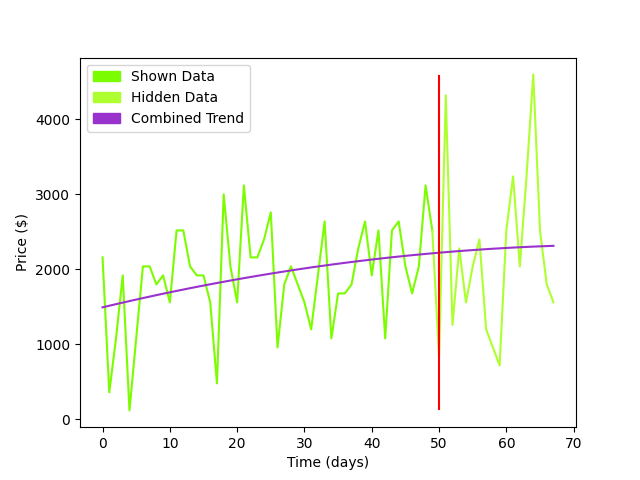 Shown Data
Hidden Data
Combined Trend
Price ($)
4000
3000
2000
1000
0
0 10 20 30 40 50 60 70
Time (days)